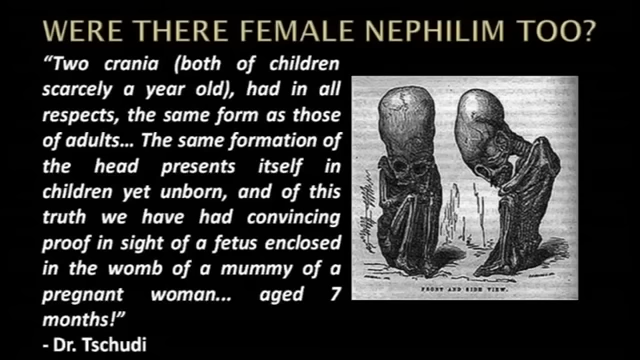 WERE THERE FEMALE NEPHILIM TOO?
“Two crania (both of children
scarcely a year old), had in all
respects, the same form as those
of adults... The same formation of
the head presents itself in
children yet unborn, and of this
truth we have had convincing
proof in sight of a fetus enclosed
in the womb of a mummy of a
pregnant woman... aged 7
months!”
- Dr. Tschudi
FRONT AND SIDE VIEW.